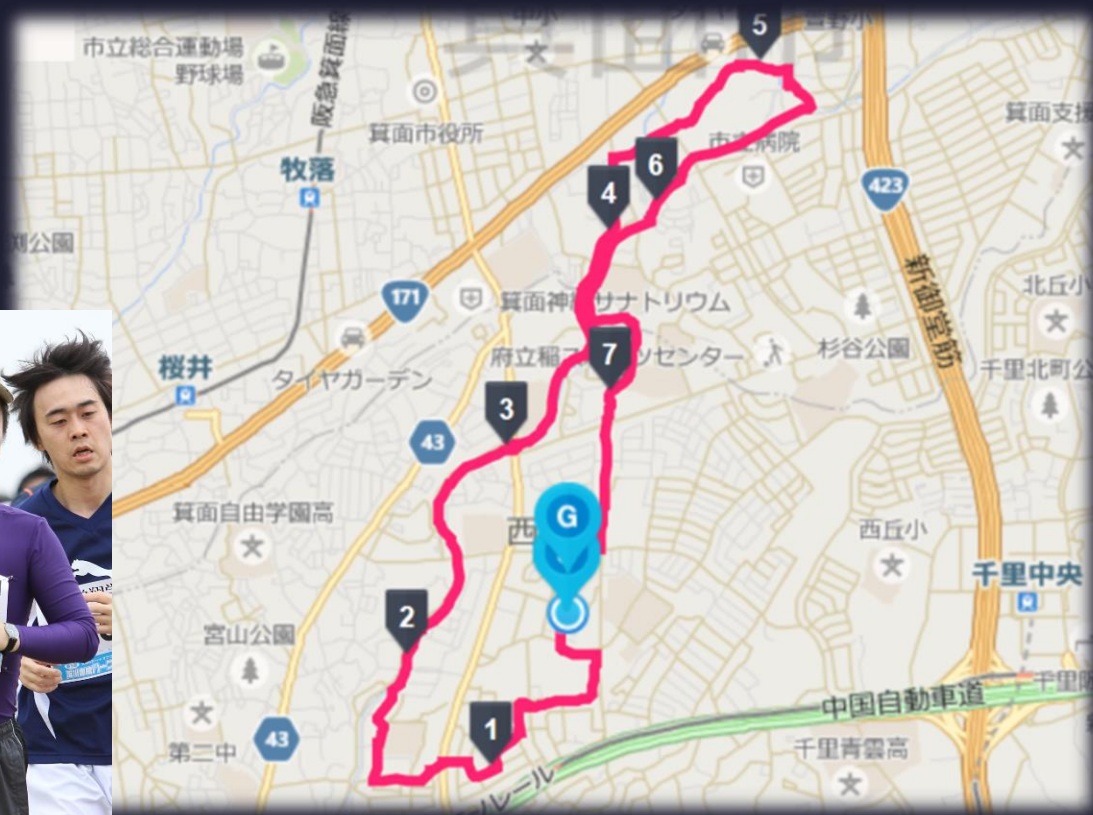 5
市立総合運動場
野球場
阪急箕面線
箕面市役所
市立病院
箕面支援
牧落
6
4
423
171
新御堂筋
箕面神経サナトリウム
北丘小
桜井
府立稲スポーツセンター
7
杉谷公園
千里北町公
タイヤガーデン
3
43
箕面自由学園高
G
西
西丘小
千里中央
2
宮山公園
中国自動車道
1
43
第二中
千里青雲高